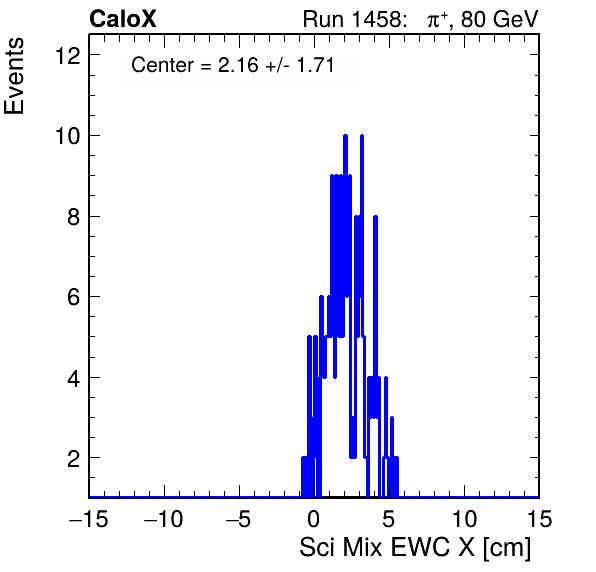 CaloX Run 1458: π⁺, 80 GeV
Center = 2.16 +/- 1.71
Events
12
10
8
6
4
2
−15 −10 −5 0 5 10 15
Sci Mix EWC X [cm]